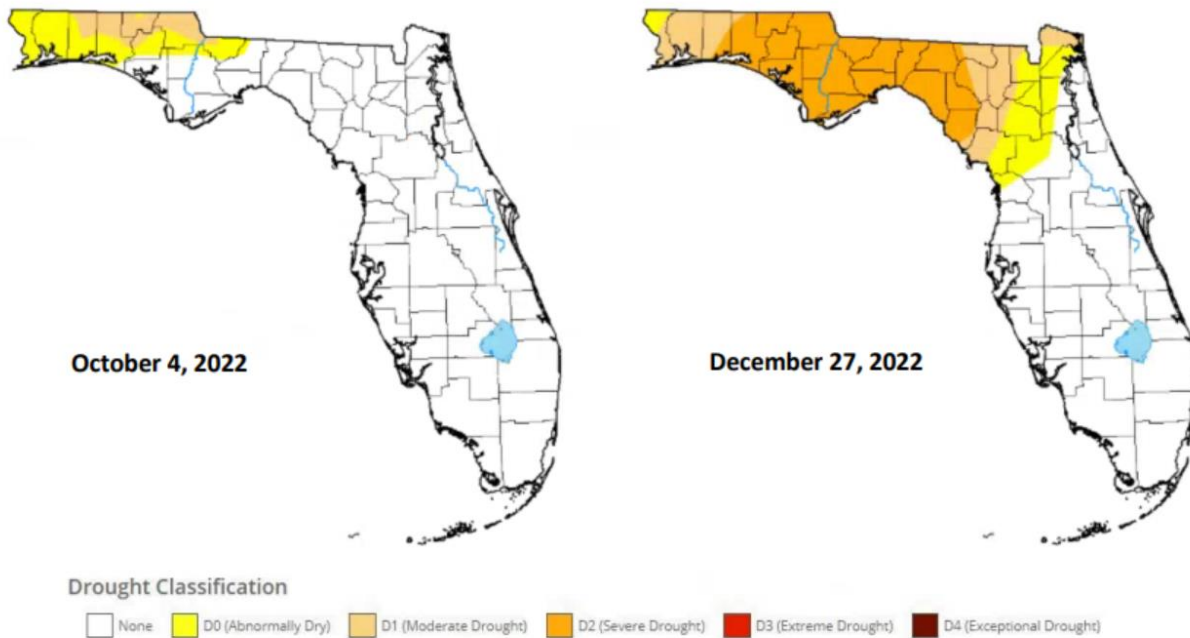 October 4, 2022
December 27, 2022
Drought Classification
None
D0 (Abnormally Dry)
D1 (Moderate Drought)
D2 (Severe Drought)
D3 (Extreme Drought)
D4 (Exceptional Drought)